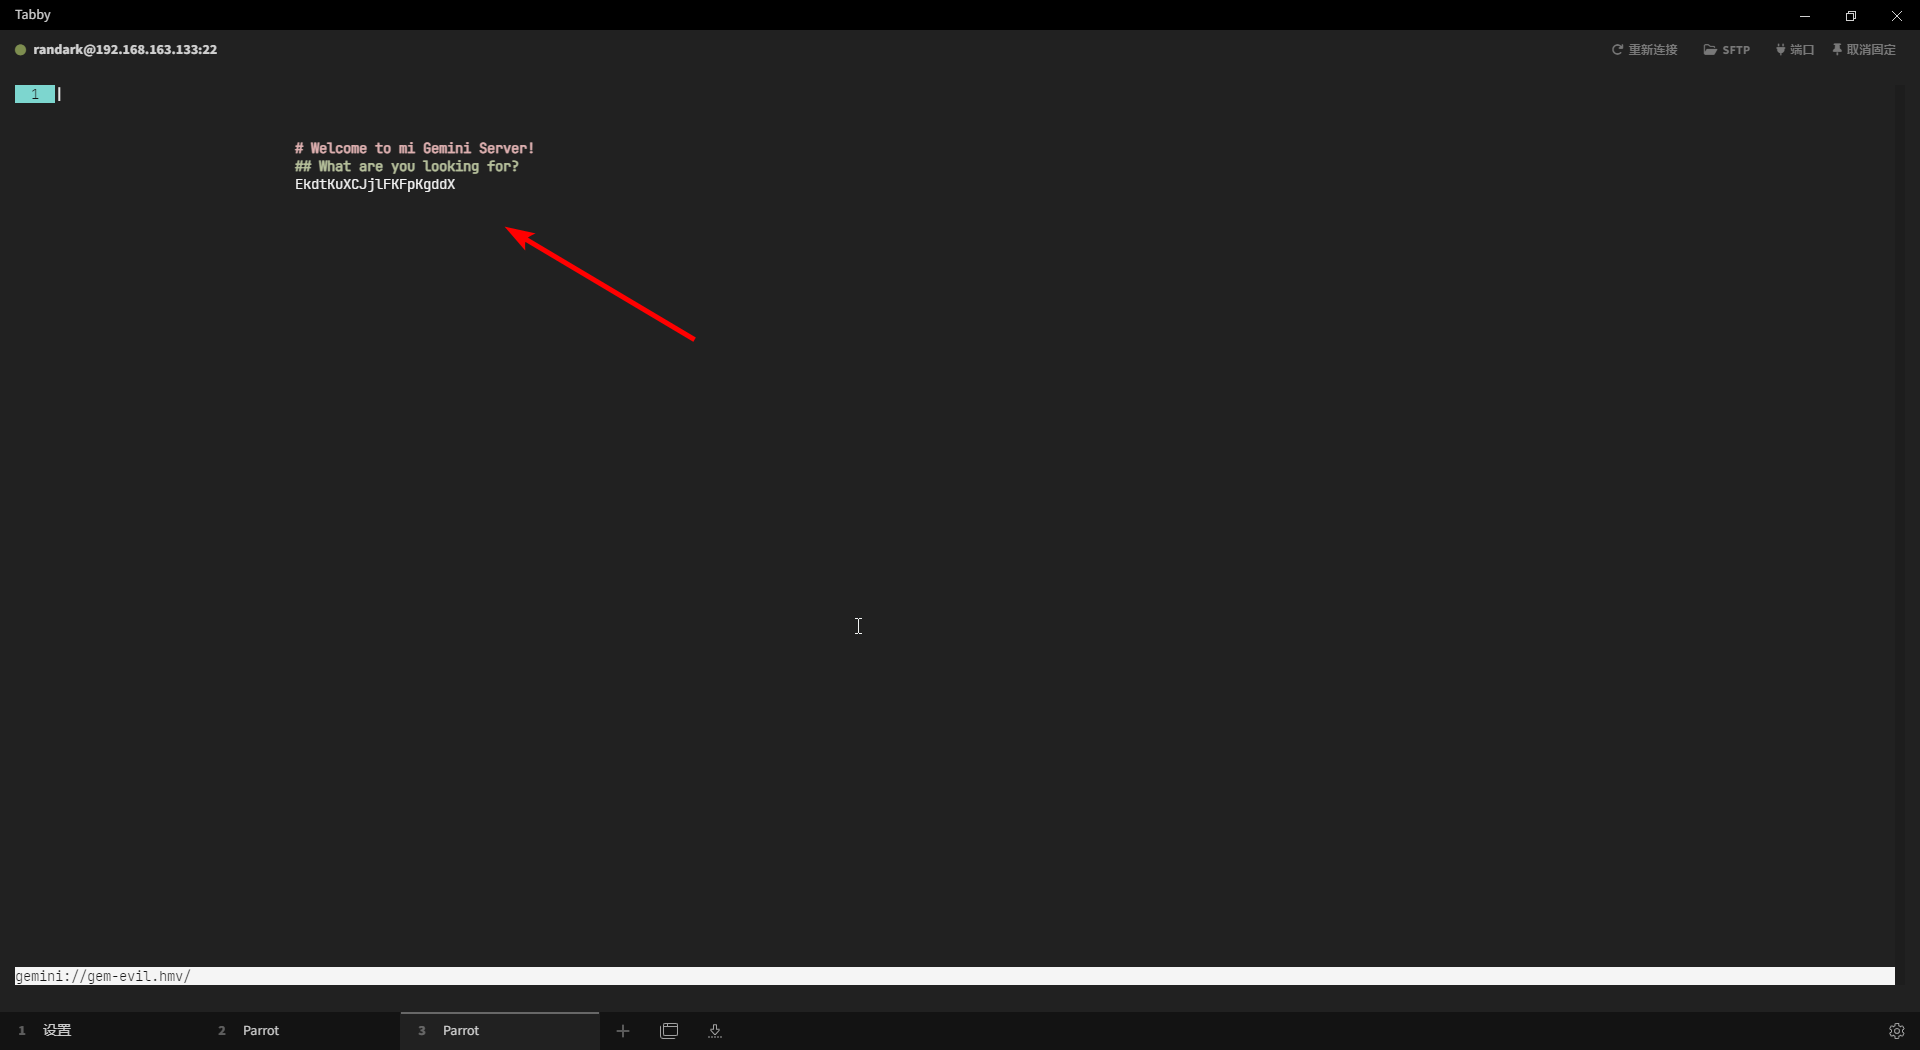 Tabby
randark@192.168.163.133:22
重新连接 SFTP 端口 取消固定
1
# Welcome to mi Gemini Server!
## What are you looking for?
EkdtKuXCJjlFKFpKgddX
gemini://gem-evil.hmv/
1 设置 2 Parrot 3 Parrot